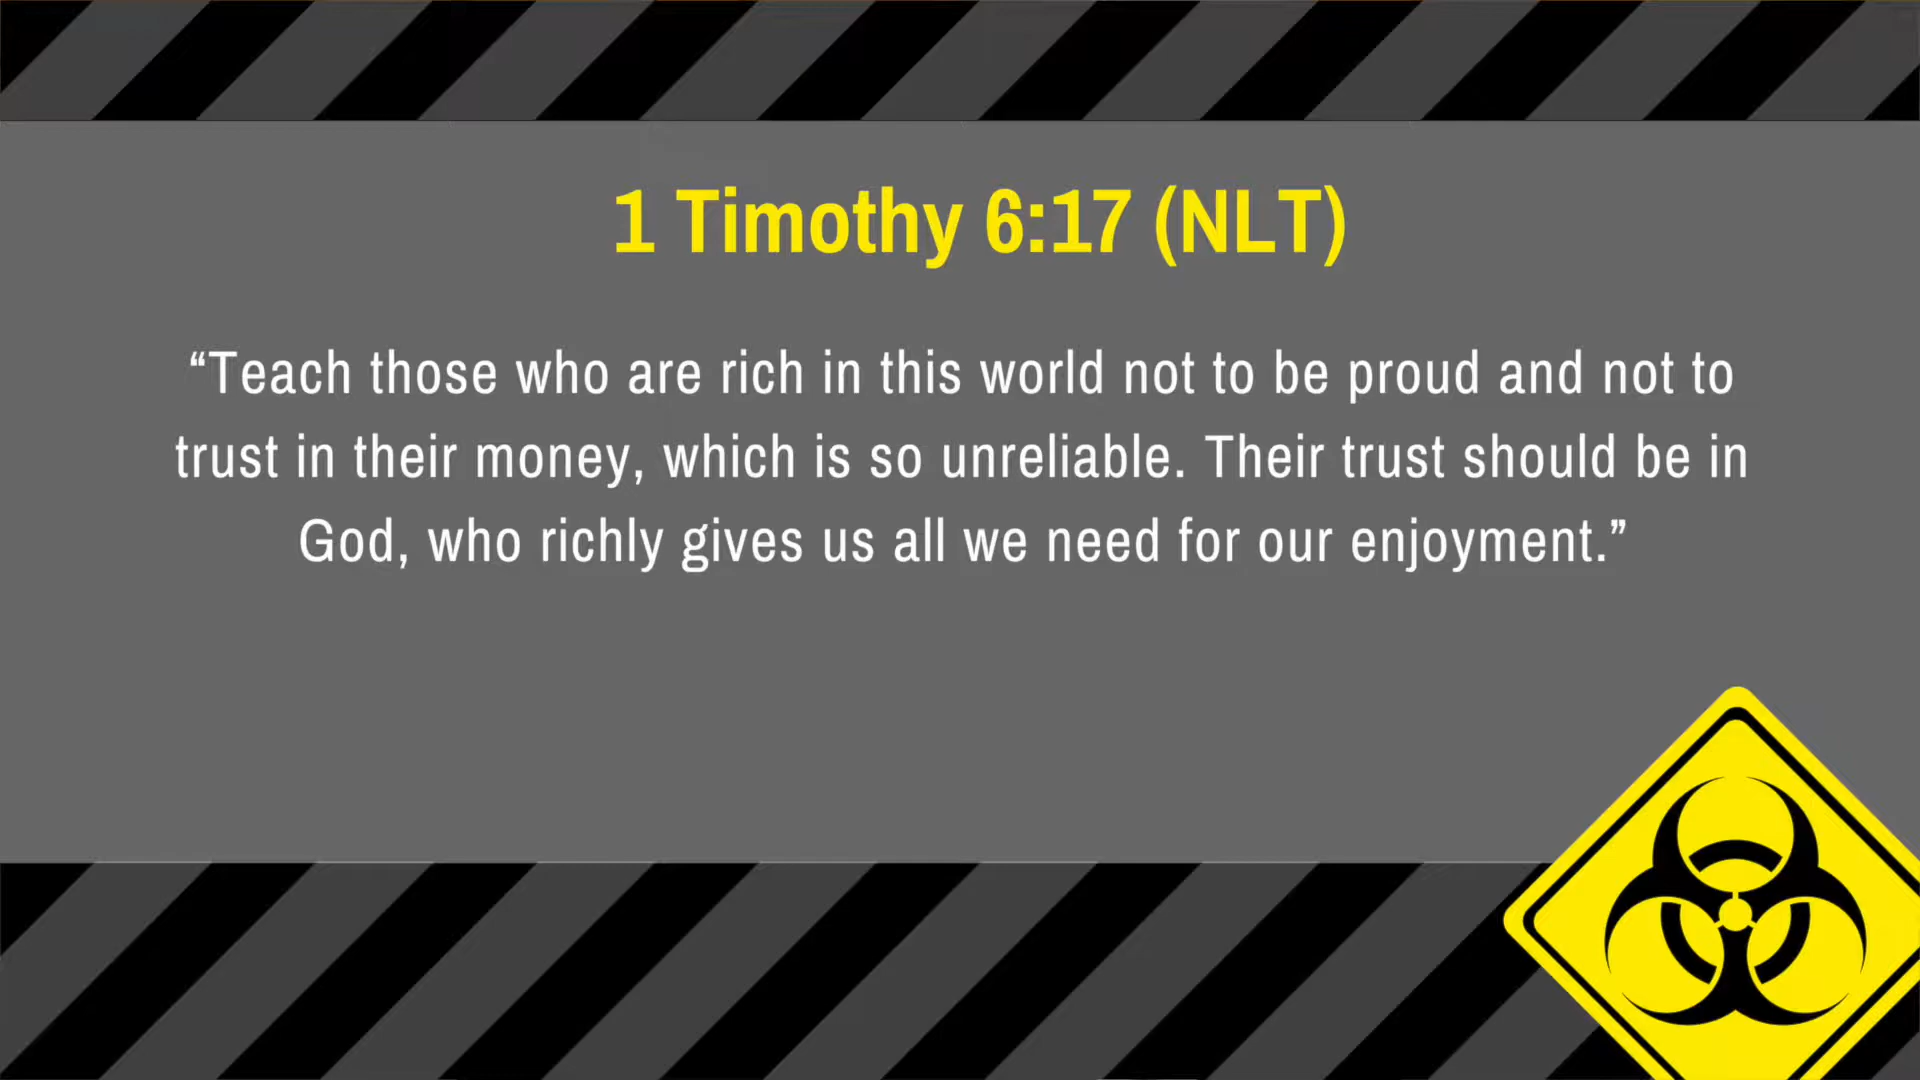 1 Timothy 6:17 (NLT)
“Teach those who are rich in this world not to be proud and not to
trust in their money, which is so unreliable. Their trust should be in
God, who richly gives us all we need for our enjoyment.”